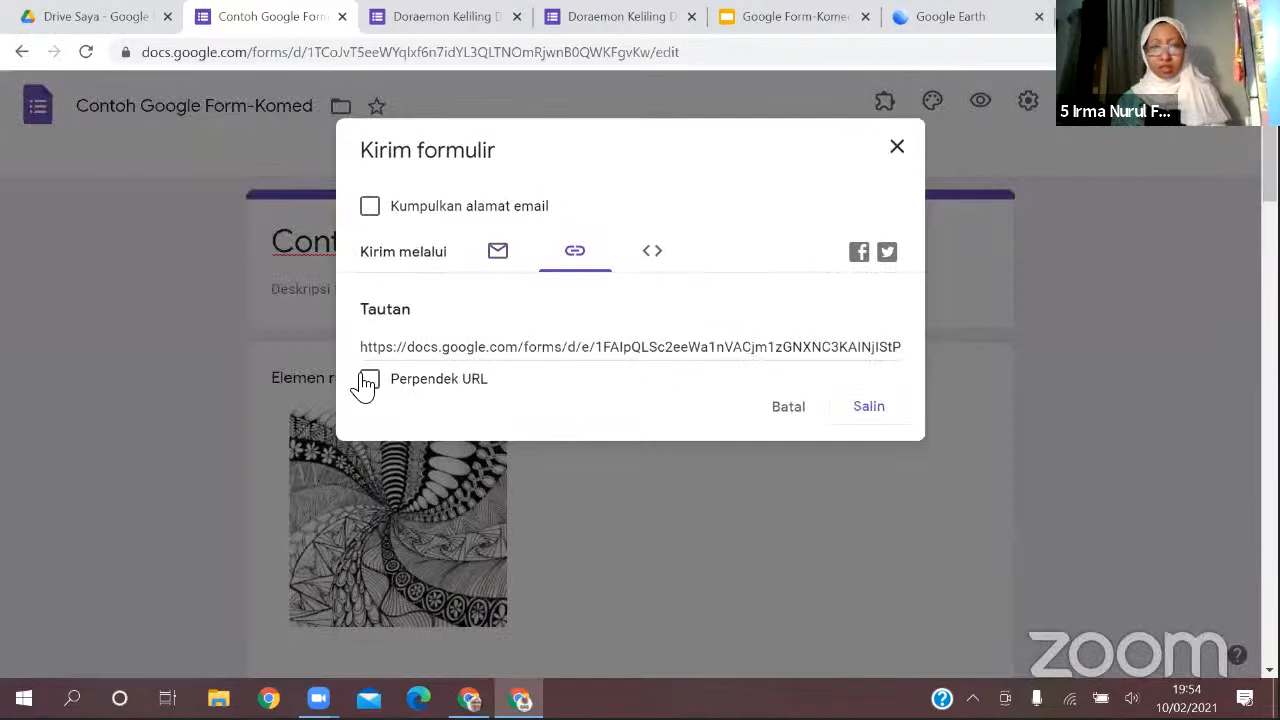 Drive Saya - Google
Contoh Google Form
Doraemon Keliling D
Doraemon Keliling D
Google Form-Kome
Google Earth
docs.google.com/forms/d/1TCoJvT5eeWYqIxf6n7idYL3QLTNOmRjwnB0QWKFgvKw/edit
Contoh Google Form-Komed
5 Irma Nurul F...
Kirim formulir
Kumpulkan alamat email
Kirim melalui
Cont
Deskripsi
Tautan
https://docs.google.com/forms/d/e/1FAIpQLSc2eeWa1nVACjm1zGNXNC3KAINjIStP
Elemen r
Perpendek URL
Batal
Salin
zoom
19:54
10/02/2021